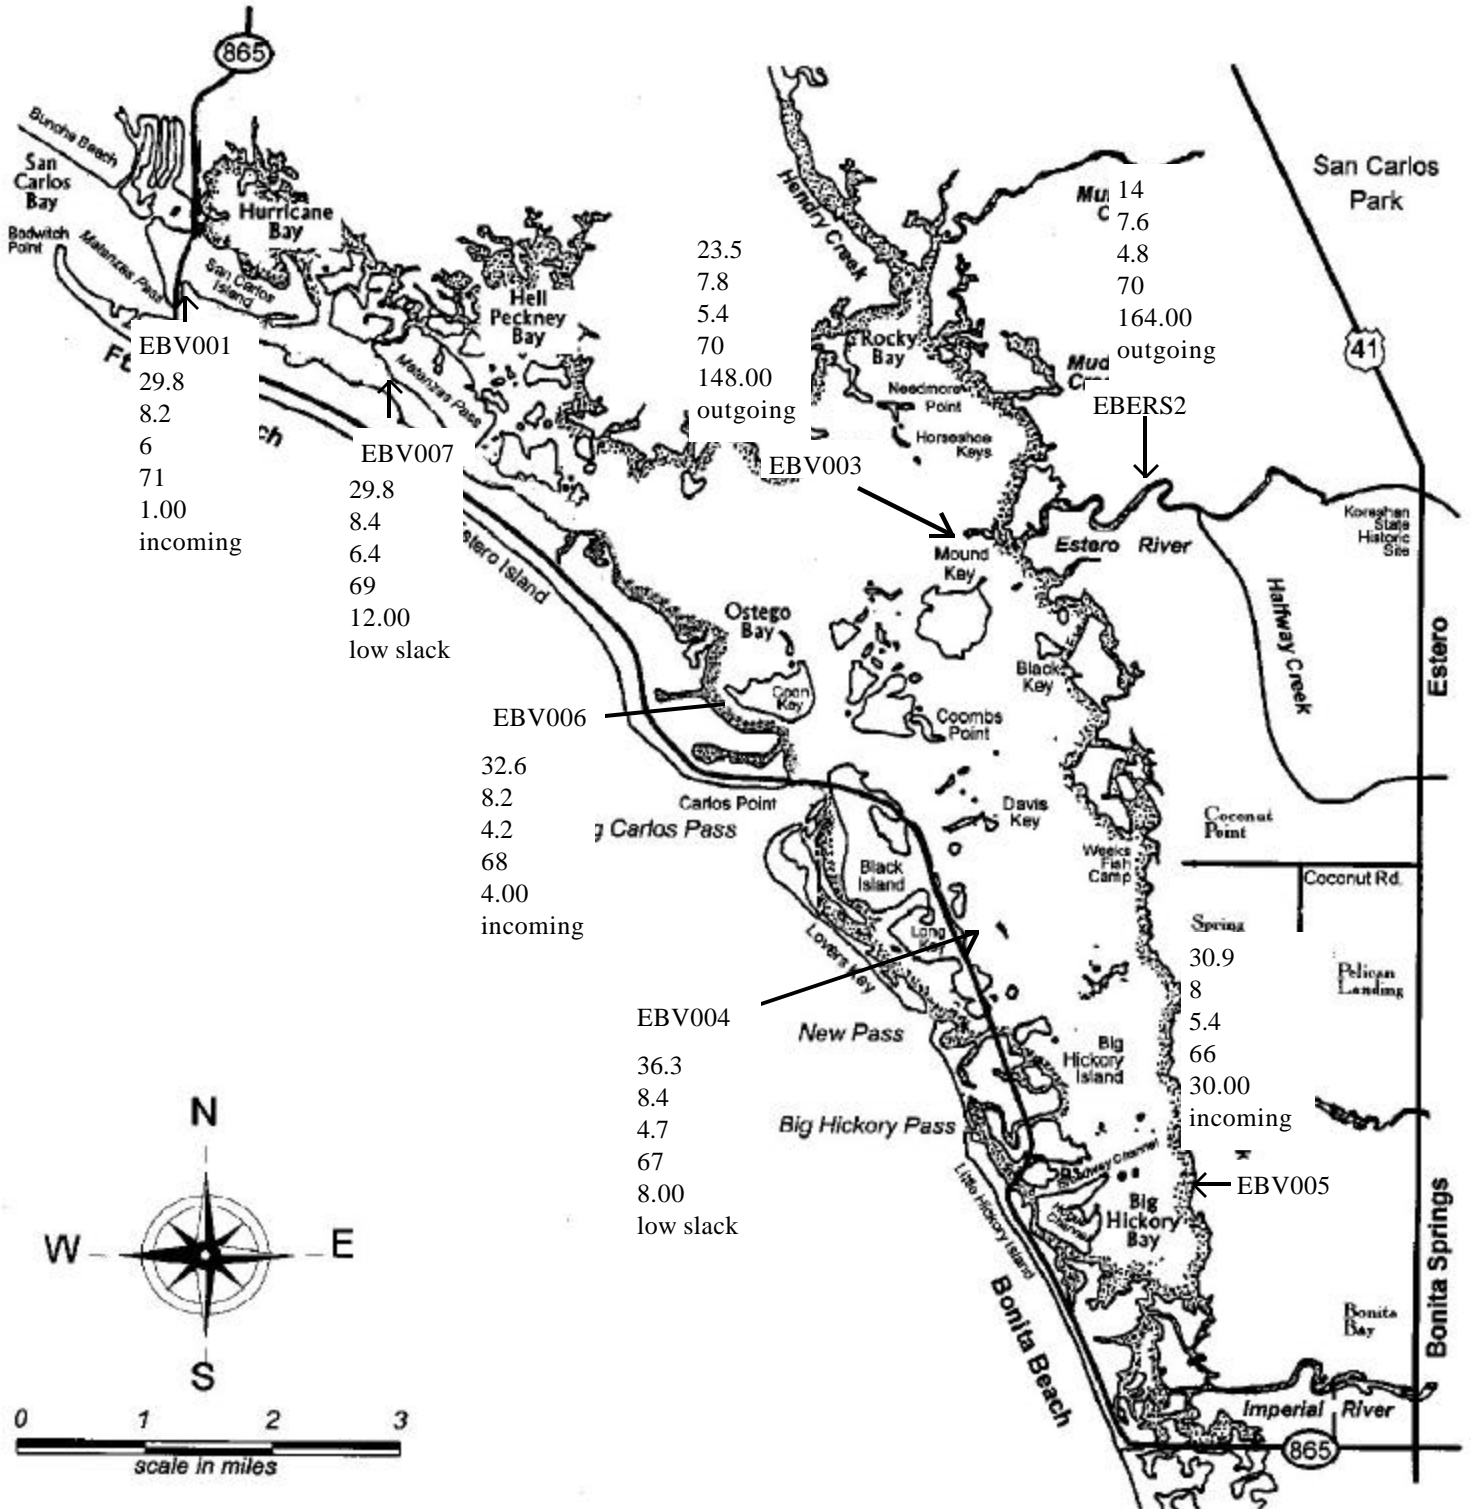 865
Bunche Beach
San
Carlos
Bay
Bodwitch
Point
Matanzas Pass
Hurricane
Bay
San Carlos
Island
Hell
Peckney
Bay
Matanzas Pass
Hendry Creek
San Carlos
Park
14
7.6
4.8
70
164.00
outgoing
23.5
7.8
5.4
70
148.00
outgoing
Rocky
Bay
Needmore
Point
Horseshoe
Keys
41
EBERS2
EBV001
29.8
8.2
6
71
1.00
incoming
EBV007
29.8
8.4
6.4
69
12.00
low slack
EBV003
Mound
Key
Estero River
Koreshan
State
Historic
Site
Halfway Creek
Estero
stero Island
Ostego
Bay
Coon
Key
Black
Key
Coombs
Point
EBV006
32.6
8.2
4.2
68
4.00
incoming
Carlos Point
g Carlos Pass
Davis
Key
Weeks
Fish
Camp
Coconut
Point
Coconut Rd.
Black
Island
Long
Key
Lovers Key
Spring
30.9
8
5.4
66
30.00
incoming
Pelican
Landing
EBV004
36.3
8.4
4.7
67
8.00
low slack
New Pass
Big
Hickory
Island
Big Hickory Pass
Channel
EBV005
Big
Hickory
Bay
Channel
Little Hickory Island
Bonita Beach
Bonita Springs
Bonita
Bay
Imperial River
865
N
W E
S
0 1 2 3
scale in miles